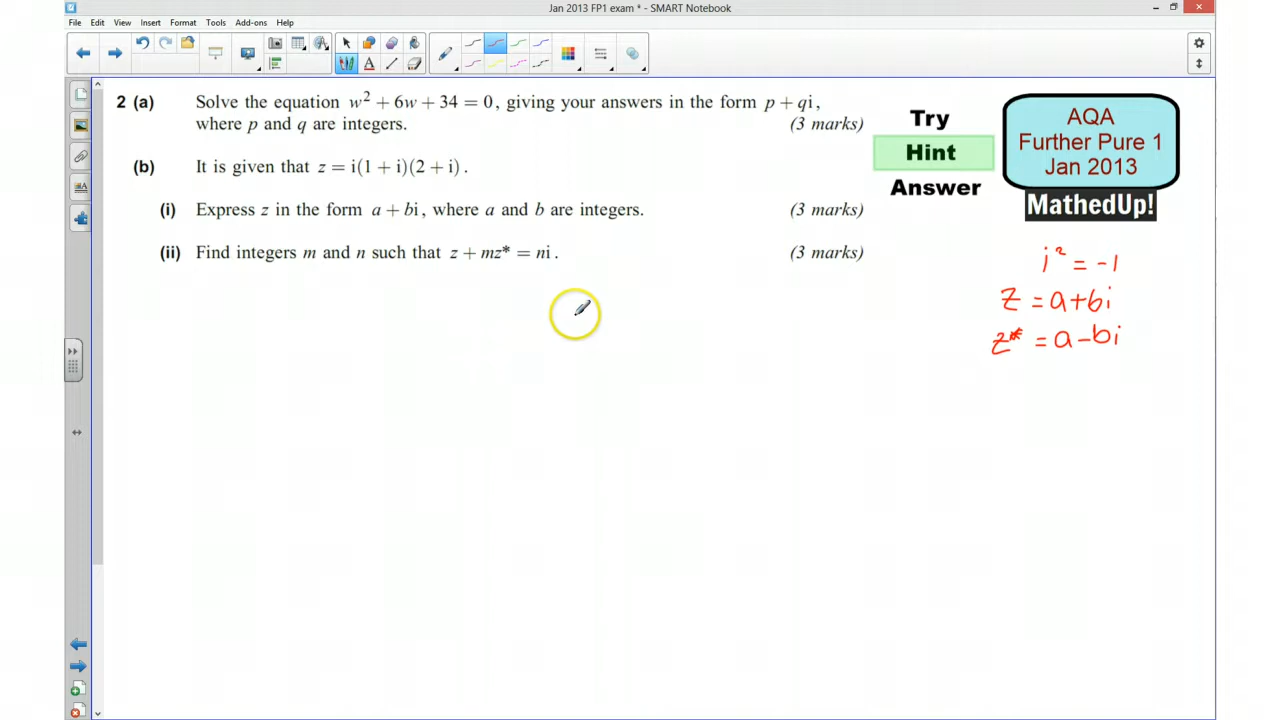 Jan 2013 FP1 exam * - SMART Notebook
File Edit View Insert Format Tools Add-ons Help
2 (a) Solve the equation w² + 6w + 34 = 0, giving your answers in the form p + qi,
where p and q are integers. (3 marks)
(b) It is given that z = i(1 + i)(2 + i).
(i) Express z in the form a + bi, where a and b are integers. (3 marks)
(ii) Find integers m and n such that z + mz* = ni. (3 marks)
Try
Hint
Answer
AQA
Further Pure 1
Jan 2013
MathedUp!
i² = -1
z = a+bi
z* = a-bi